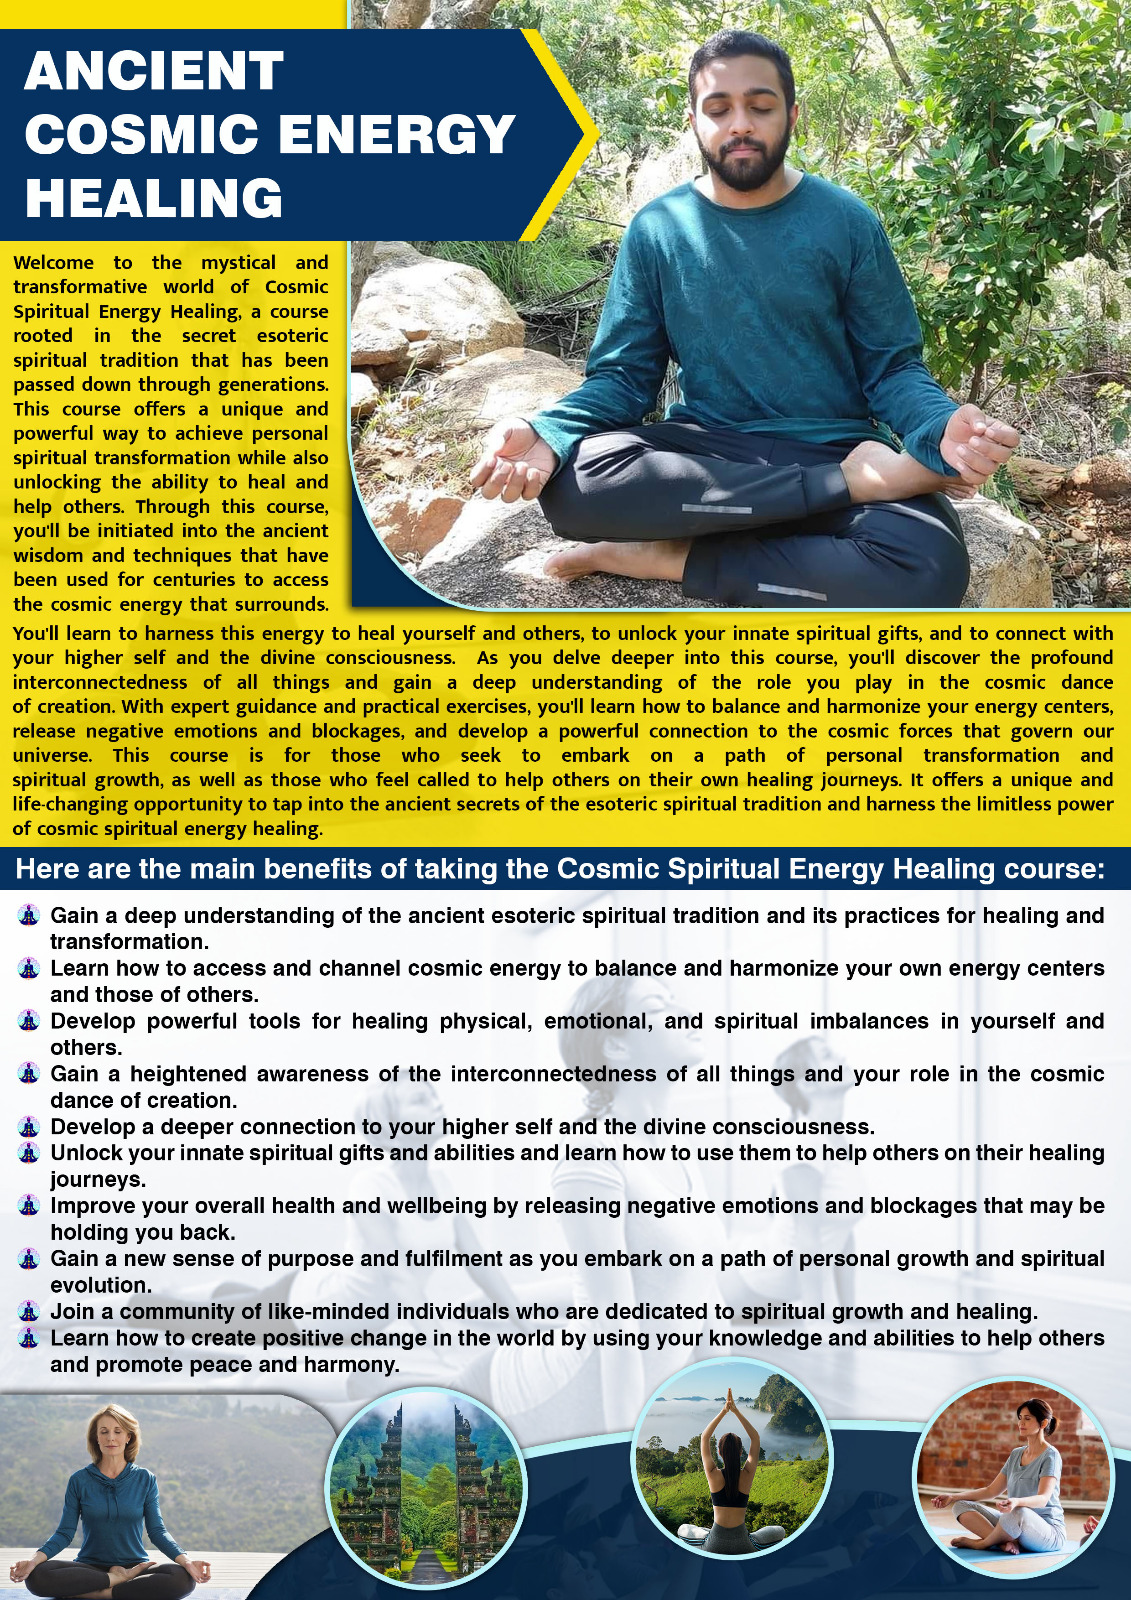 ANCIENT
COSMIC ENERGY
HEALING
Welcome to the mystical and
transformative world of Cosmic
Spiritual Energy Healing, a course
rooted in the secret esoteric
spiritual tradition that has been
passed down through generations.
This course offers a unique and
powerful way to achieve personal
spiritual transformation while also
unlocking the ability to heal and
help others. Through this course,
you'll be initiated into the ancient
wisdom and techniques that have
been used for centuries to access
the cosmic energy that surrounds.
You'll learn to harness this energy to heal yourself and others, to unlock your innate spiritual gifts, and to connect with
your higher self and the divine consciousness. As you delve deeper into this course, you'll discover the profound
interconnectedness of all things and gain a deep understanding of the role you play in the cosmic dance
of creation. With expert guidance and practical exercises, you'll learn how to balance and harmonize your energy centers,
release negative emotions and blockages, and develop a powerful connection to the cosmic forces that govern our
universe. This course is for those who seek to embark on a path of personal transformation and
spiritual growth, as well as those who feel called to help others on their own healing journeys. It offers a unique and
life-changing opportunity to tap into the ancient secrets of the esoteric spiritual tradition and harness the limitless power
of cosmic spiritual energy healing.
Here are the main benefits of taking the Cosmic Spiritual Energy Healing course:
Gain a deep understanding of the ancient esoteric spiritual tradition and its practices for healing and
transformation.
Learn how to access and channel cosmic energy to balance and harmonize your own energy centers
and those of others.
Develop powerful tools for healing physical, emotional, and spiritual imbalances in yourself and
others.
Gain a heightened awareness of the interconnectedness of all things and your role in the cosmic
dance of creation.
Develop a deeper connection to your higher self and the divine consciousness.
Unlock your innate spiritual gifts and abilities and learn how to use them to help others on their healing
journeys.
Improve your overall health and wellbeing by releasing negative emotions and blockages that may be
holding you back.
Gain a new sense of purpose and fulfilment as you embark on a path of personal growth and spiritual
evolution.
Join a community of like-minded individuals who are dedicated to spiritual growth and healing.
Learn how to create positive change in the world by using your knowledge and abilities to help others
and promote peace and harmony.